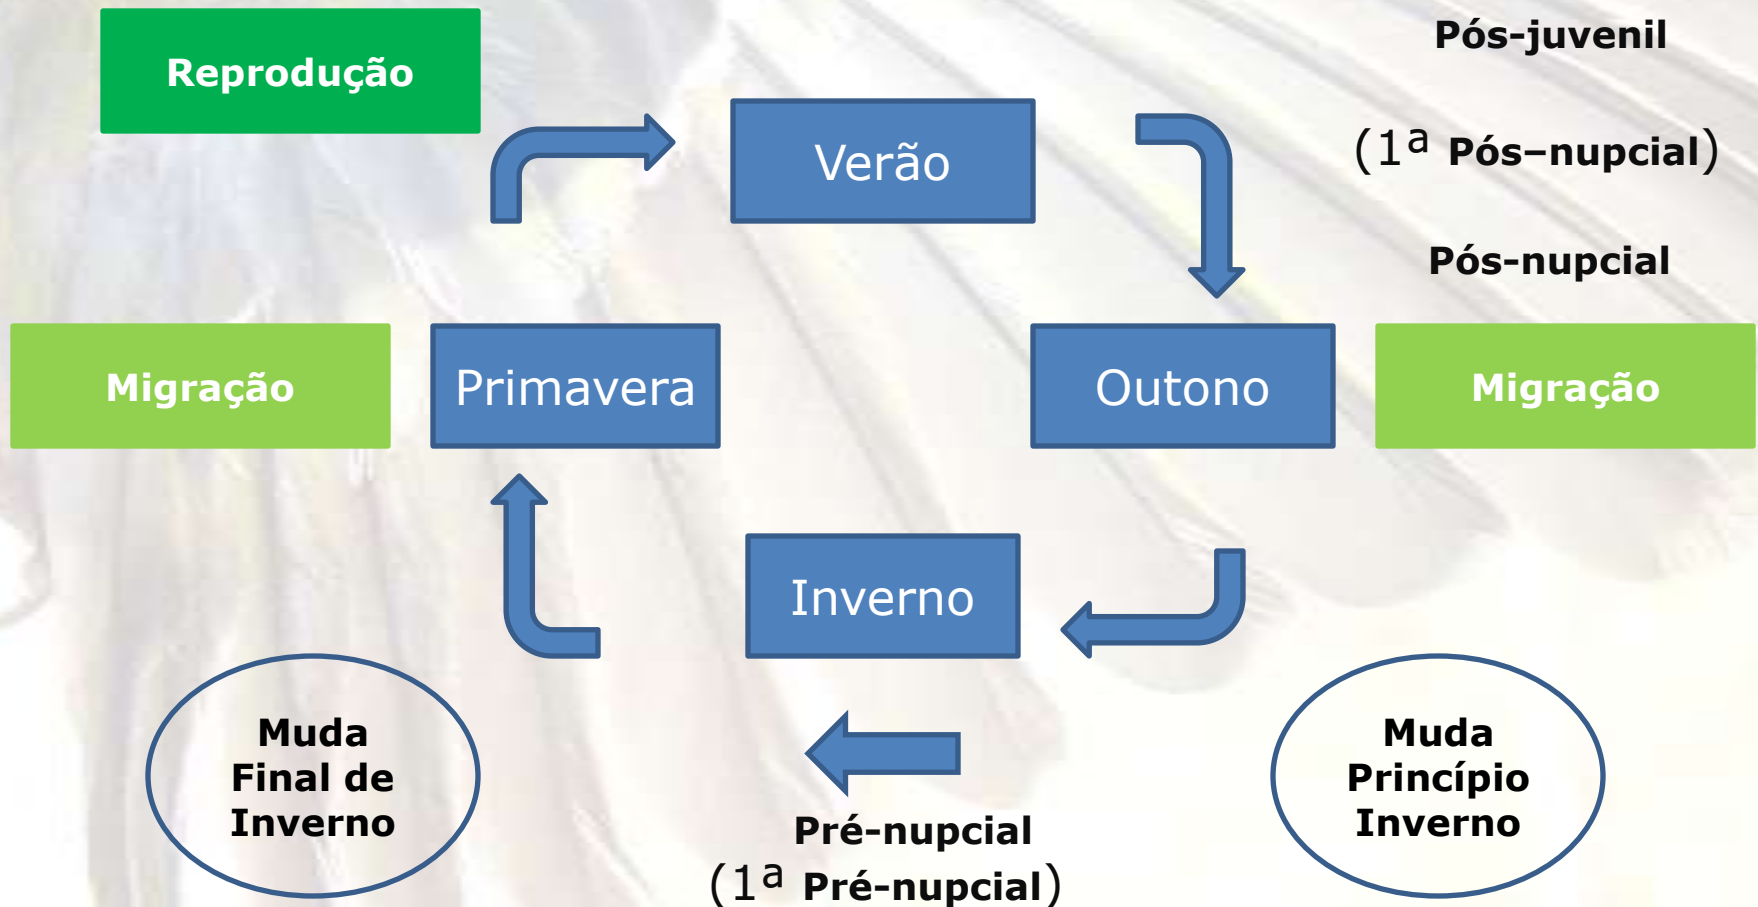 Pós-juvenil
Reprodução
Verão
(1ª Pós–nupcial)
Pós-nupcial
Migração
Primavera
Outono
Migração
Inverno
Muda
Final de
Inverno
Muda
Princípio
Inverno
Pré-nupcial
(1ª Pré-nupcial)